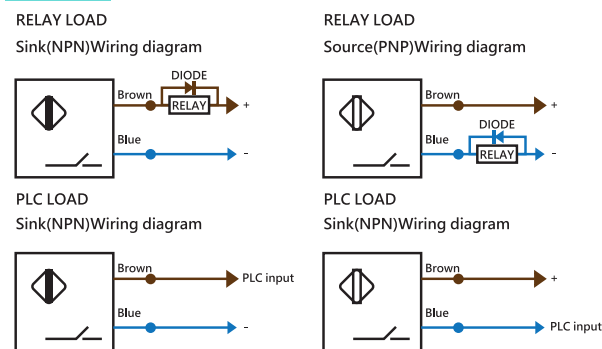 RELAY LOAD
Sink(NPN)Wiring diagram
DIODE
Brown
RELAY
+
Blue
-
RELAY LOAD
Source(PNP)Wiring diagram
Brown
+
DIODE
Blue
RELAY
-
PLC LOAD
Sink(NPN)Wiring diagram
Brown
PLC input
Blue
-
PLC LOAD
Sink(NPN)Wiring diagram
Brown
+
Blue
PLC input